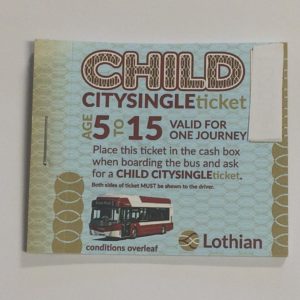 CHILD
CITYSINGLEticket
AGE 5 TO 15 VALID FOR
ONE JOURNEY
Place this ticket in the cash box
when boarding the bus and ask
for a CHILD CITYSINGLEticket.
Both sides of ticket MUST be shown to the driver.
conditions overleaf
Lothian